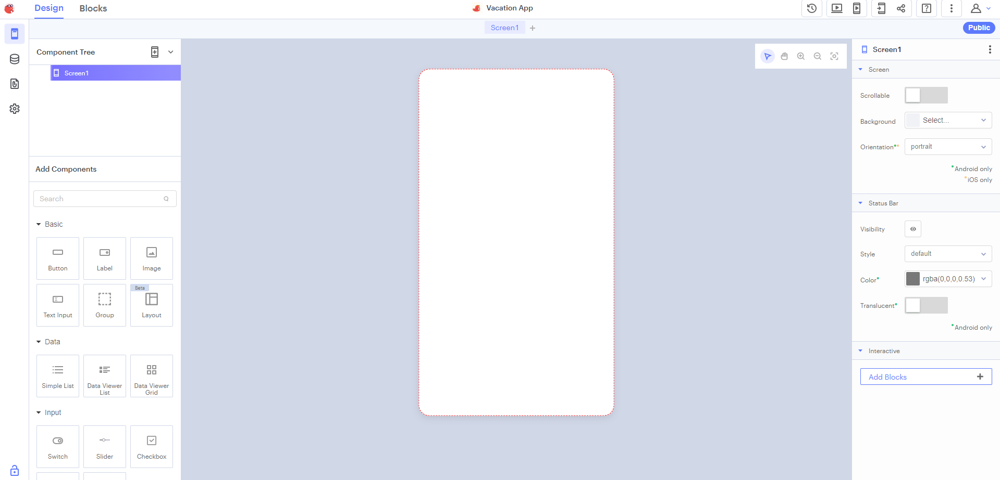 Design
Blocks
Vacation App
Screen1
Public
Component Tree
Screen1
Add Components
Search
Basic
Button
Label
Image
Text Input
Group
Beta
Layout
Data
Simple List
Data Viewer
List
Data Viewer
Grid
Input
Switch
Slider
Checkbox
Screen1
Screen
Scrollable
Background
Select...
Orientation**
portrait
*Android only
*iOS only
Status Bar
Visibility
Style
default
Color*
rgba(0,0,0,0.53)
Translucent*
*Android only
Interactive
Add Blocks